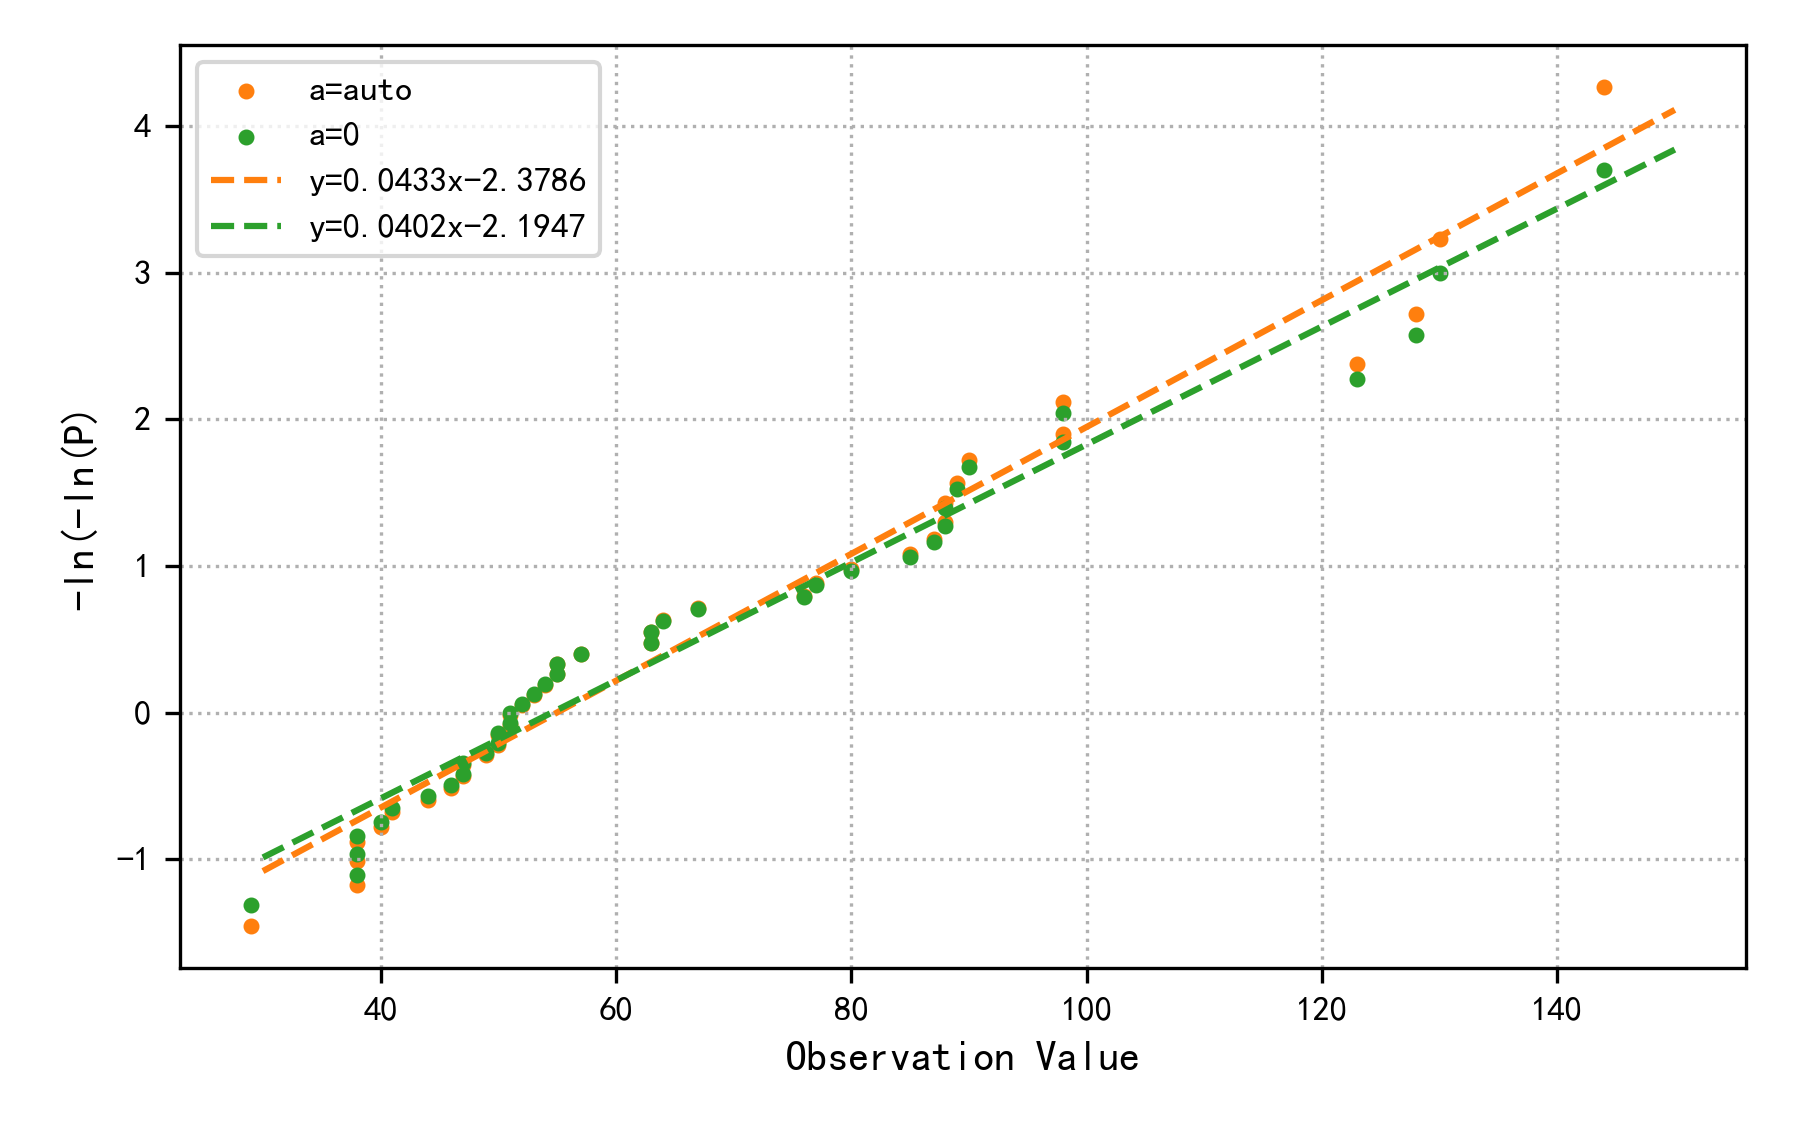 a=auto
a=0
y=0.0433x−2.3786
y=0.0402x−2.1947
4
3
2
1
0
−1
−ln(−ln(P)
40 60 80 100 120 140
Observation Value